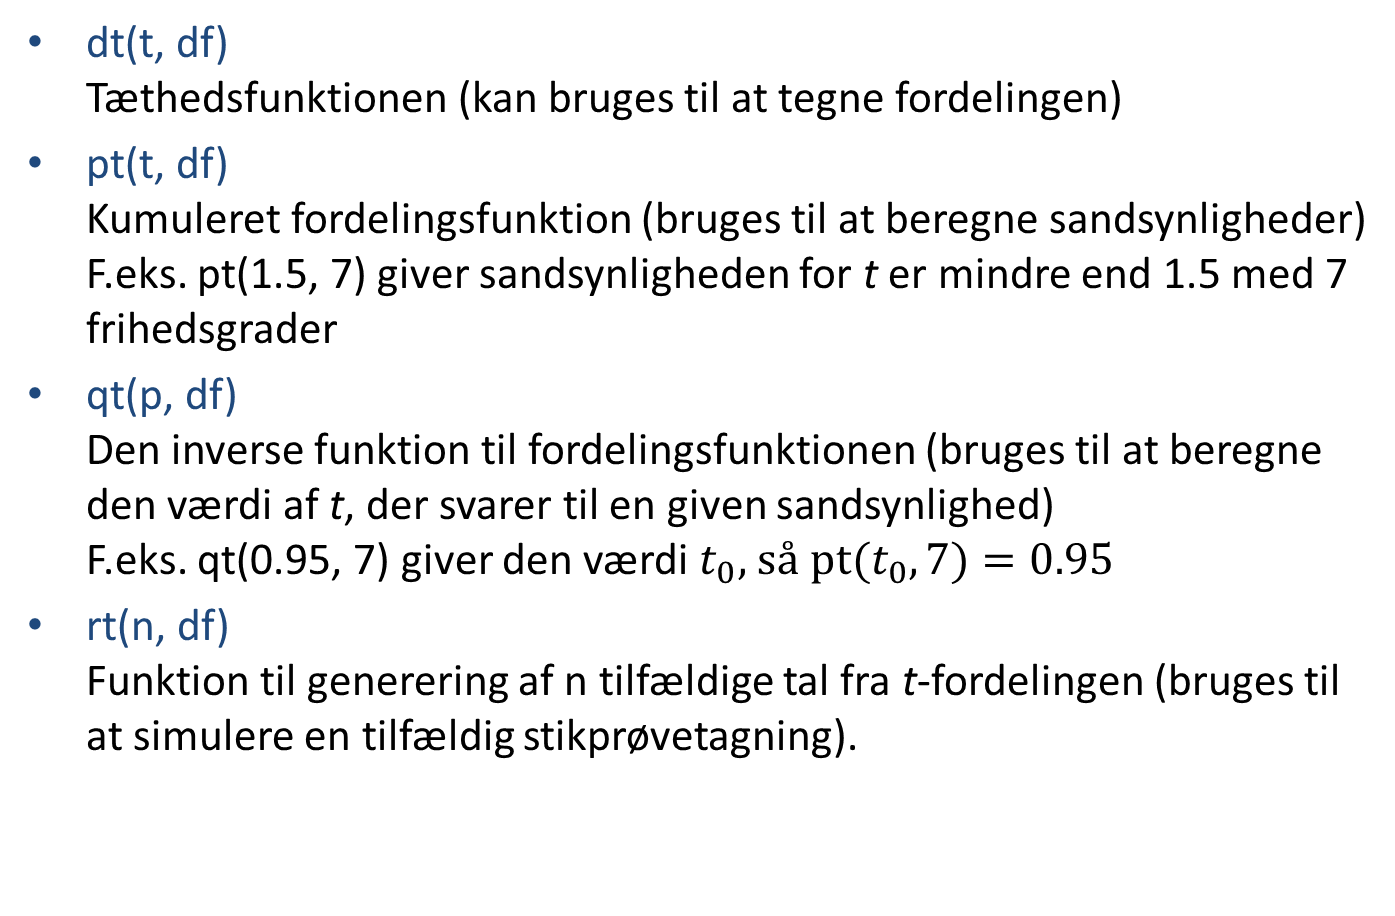 • dt(t, df)
Tæthedsfunktionen (kan bruges til at tegne fordelingen)
• pt(t, df)
Kumuleret fordelingsfunktion (bruges til at beregne sandsynligheder)
F.eks. pt(1.5, 7) giver sandsynligheden for t er mindre end 1.5 med 7
frihedsgrader
• qt(p, df)
Den inverse funktion til fordelingsfunktionen (bruges til at beregne
den værdi af t, der svarer til en given sandsynlighed)
F.eks. qt(0.95, 7) giver den værdi t₀, så pt(t₀, 7) = 0.95
• rt(n, df)
Funktion til generering af n tilfældige tal fra t-fordelingen (bruges til
at simulere en tilfældig stikprøvetagning).